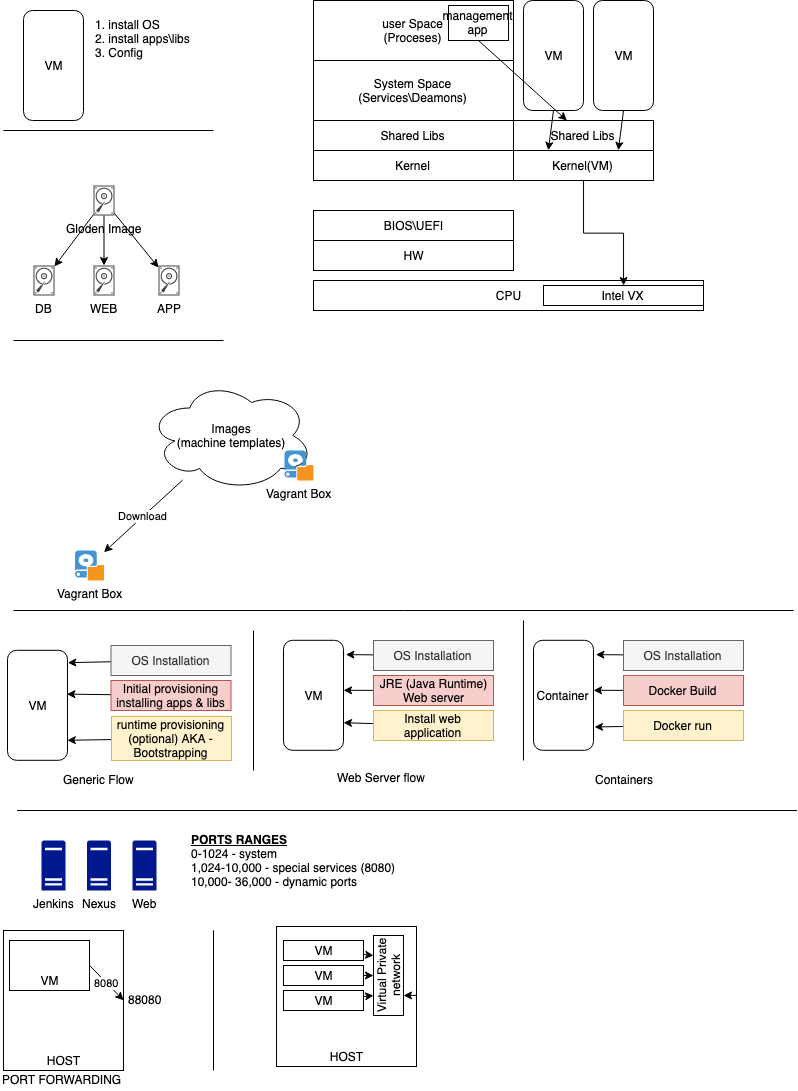 VM
1. install OS
2. install apps\libs
3. Config
user Space
(Proceses)
management
app
VM
VM
System Space
(Services\Deamons)
Shared Libs
Shared Libs
Kernel
Kernel(VM)
BIOS\UEFI
HW
CPU
Intel VX
Gloden Image
DB
WEB
APP
Images
(machine templates)
Vagrant Box
Download
Vagrant Box
VM
OS Installation
Initial provisioning
installing apps & libs
runtime provisioning
(optional) AKA -
Bootstrapping
Generic Flow
VM
OS Installation
JRE (Java Runtime)
Web server
Install web
application
Web Server flow
Container
OS Installation
Docker Build
Docker run
Containers
Jenkins
Nexus
Web
PORTS RANGES
0-1024 - system
1,024-10,000 - special services (8080)
10,000- 36,000 - dynamic ports
VM
8080
88080
HOST
PORT FORWARDING
VM
VM
VM
Virtual Private
network
HOST